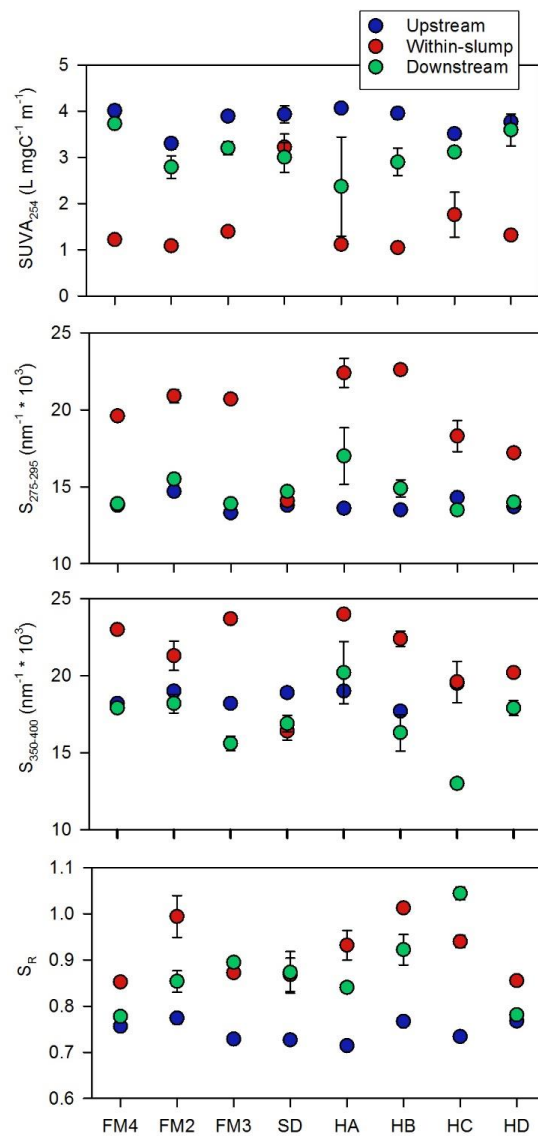 Upstream
Within-slump
Downstream
SUVA₂₅₄ (L mgC⁻¹ m⁻¹)
5
4
3
2
1
0
S₂₇₅₋₂₉₅ (nm⁻¹ * 10³)
25
20
15
10
S₃₅₀₋₄₀₀ (nm⁻¹ * 10³)
25
20
15
10
S_R
1.1
1.0
0.9
0.8
0.7
0.6
FM4 FM2 FM3 SD HA HB HC HD